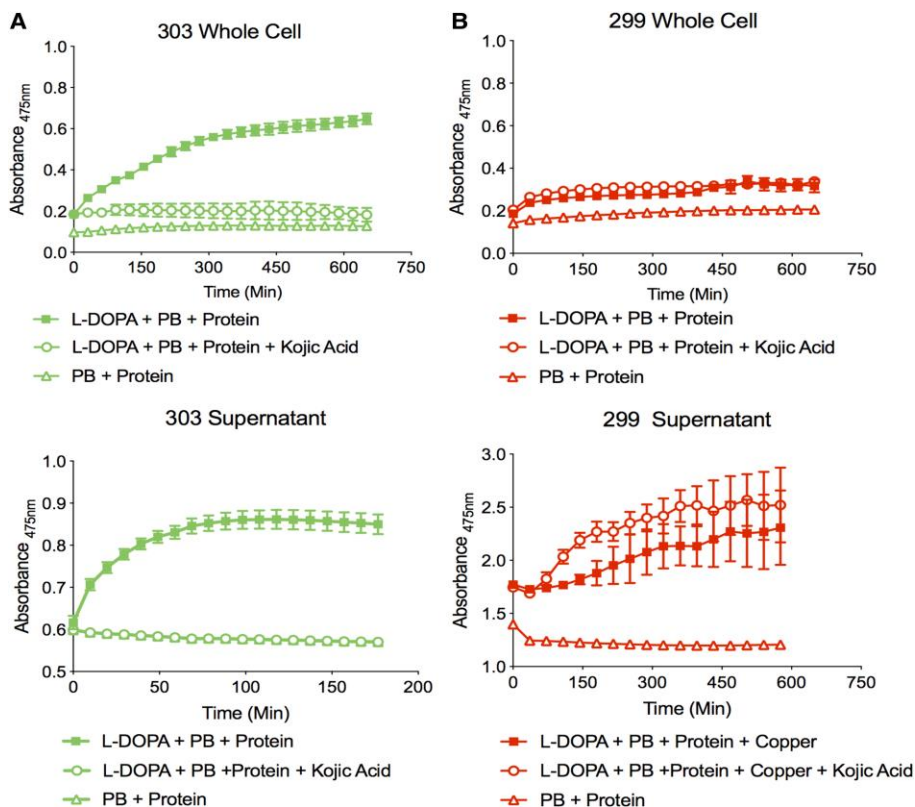 A
303 Whole Cell
1.0
0.8
0.6
0.4
0.2
0.0
Absorbance 475nm
0 150 300 450 600 750
Time (Min)
L-DOPA + PB + Protein
L-DOPA + PB + Protein + Kojic Acid
PB + Protein
B
299 Whole Cell
1.0
0.8
0.6
0.4
0.2
0.0
Absorbance 475nm
0 150 300 450 600 750
Time (Min)
L-DOPA + PB + Protein
L-DOPA + PB + Protein + Kojic Acid
PB + Protein
303 Supernatant
1.0
0.9
0.8
0.7
0.6
0.5
Absorbance 475nm
0 50 100 150 200
Time (Min)
L-DOPA + PB + Protein
L-DOPA + PB +Protein + Kojic Acid
PB + Protein
299 Supernatant
3.0
2.5
2.0
1.5
1.0
Absorbance 475nm
0 150 300 450 600 750
Time (Min)
L-DOPA + PB + Protein + Copper
L-DOPA + PB +Protein + Copper + Kojic Acid
PB + Protein